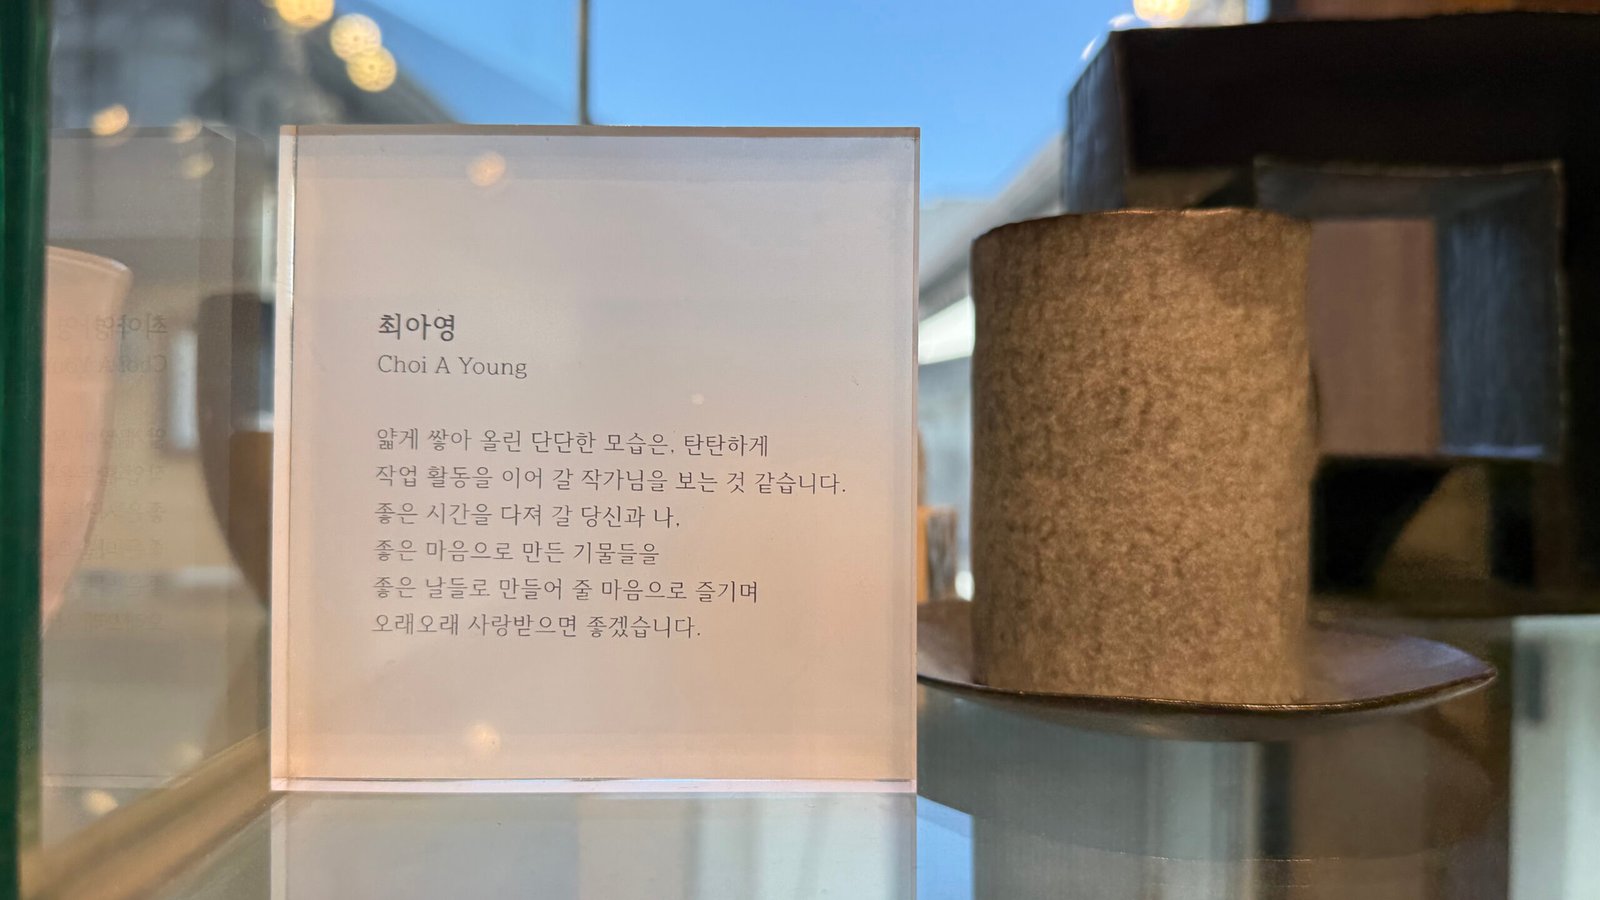 최아영
Choi A Young
얇게 쌓아 올린 단단한 모습은, 탄탄하게
작업 활동을 이어 갈 작가님을 보는 것 같습니다.
좋은 시간을 다져 갈 당신과 나,
좋은 마음으로 만든 기물들을
좋은 날들로 만들어 줄 마음으로 즐기며
오래오래 사랑받으면 좋겠습니다.